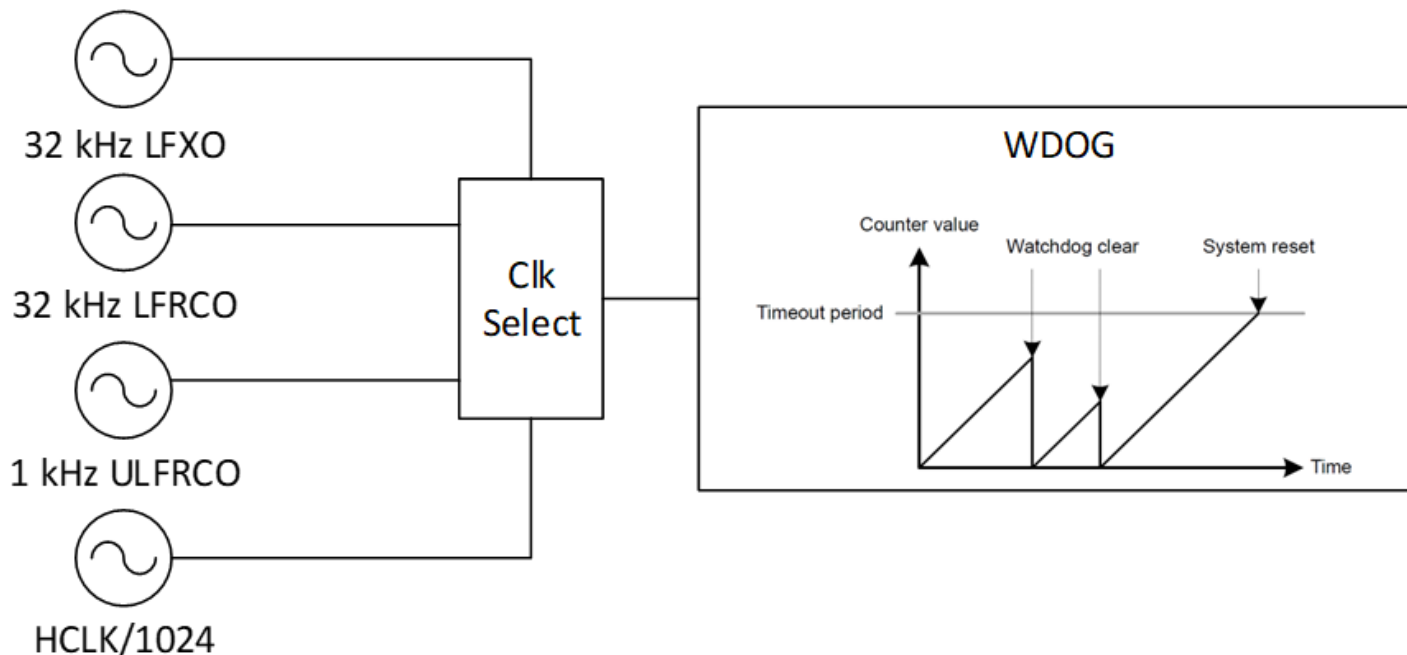 32 kHz LFXO
32 kHz LFRCO
1 kHz ULFRCO
HCLK/1024
Clk
Select
WDOG
Counter value
Watchdog clear
System reset
Timeout period
Time